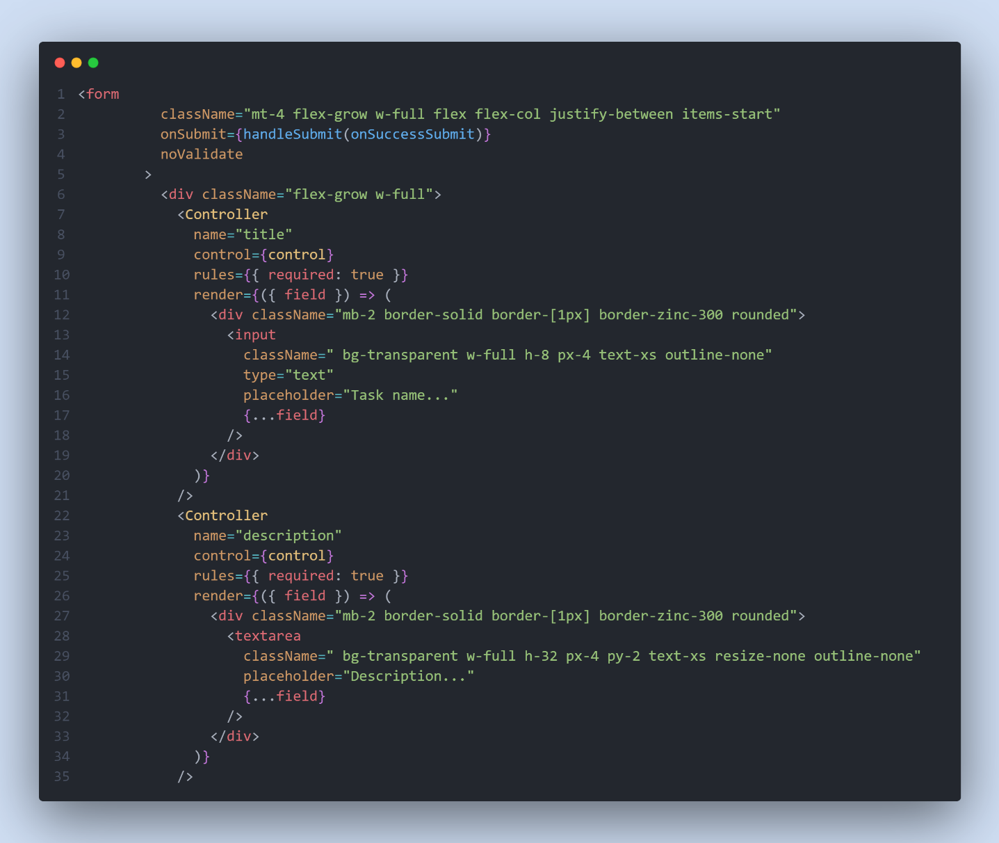 1 <form
2           className="mt-4 flex-grow w-full flex flex-col justify-between items-start"
3           onSubmit={handleSubmit(onSuccessSubmit)}
4           noValidate
5         >
6           <div className="flex-grow w-full">
7             <Controller
8               name="title"
9               control={control}
10               rules={{ required: true }}
11               render={({ field }) => (
12                 <div className="mb-2 border-solid border-[1px] border-zinc-300 rounded">
13                   <input
14                     className=" bg-transparent w-full h-8 px-4 text-xs outline-none"
15                     type="text"
16                     placeholder="Task name..."
17                     {...field}
18                   />
19                 </div>
20               )}
21             />
22             <Controller
23               name="description"
24               control={control}
25               rules={{ required: true }}
26               render={({ field }) => (
27                 <div className="mb-2 border-solid border-[1px] border-zinc-300 rounded">
28                   <textarea
29                     className=" bg-transparent w-full h-32 px-4 py-2 text-xs resize-none outline-none"
30                     placeholder="Description..."
31                     {...field}
32                   />
33                 </div>
34               )}
35             />